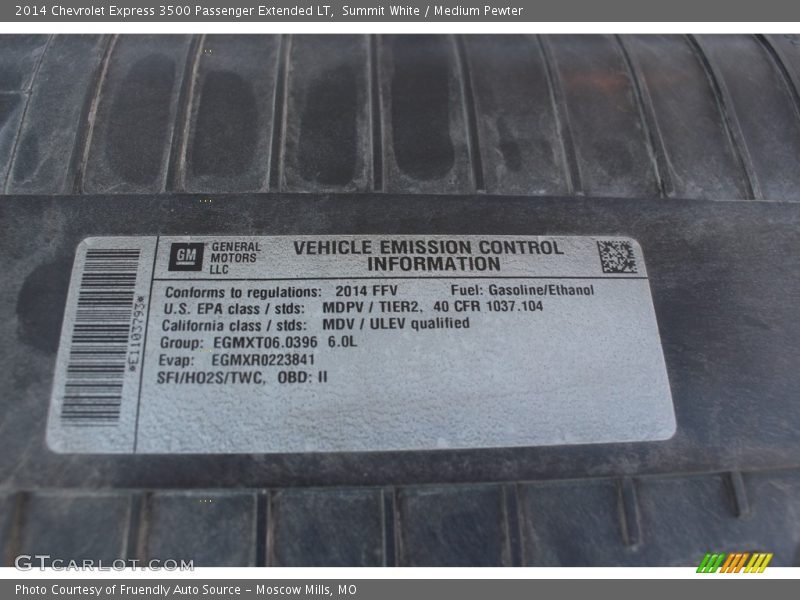 2014 Chevrolet Express 3500 Passenger Extended LT, Summit White / Medium Pewter
GM
GENERAL
MOTORS
LLC
VEHICLE EMISSION CONTROL
INFORMATION
Conforms to regulations: 2014 FFV Fuel: Gasoline/Ethanol
U.S. EPA class / stds: MDPV / TIER2, 40 CFR 1037.104
California class / stds: MDV / ULEV qualified
Group: EGMXT06.0396 6.0L
Evap: EGMXR0223841
SFI/HO2S/TWC, OBD: II
*E1103793*
GTcarlot.com
Photo Courtesy of Fruendly Auto Source - Moscow Mills, MO